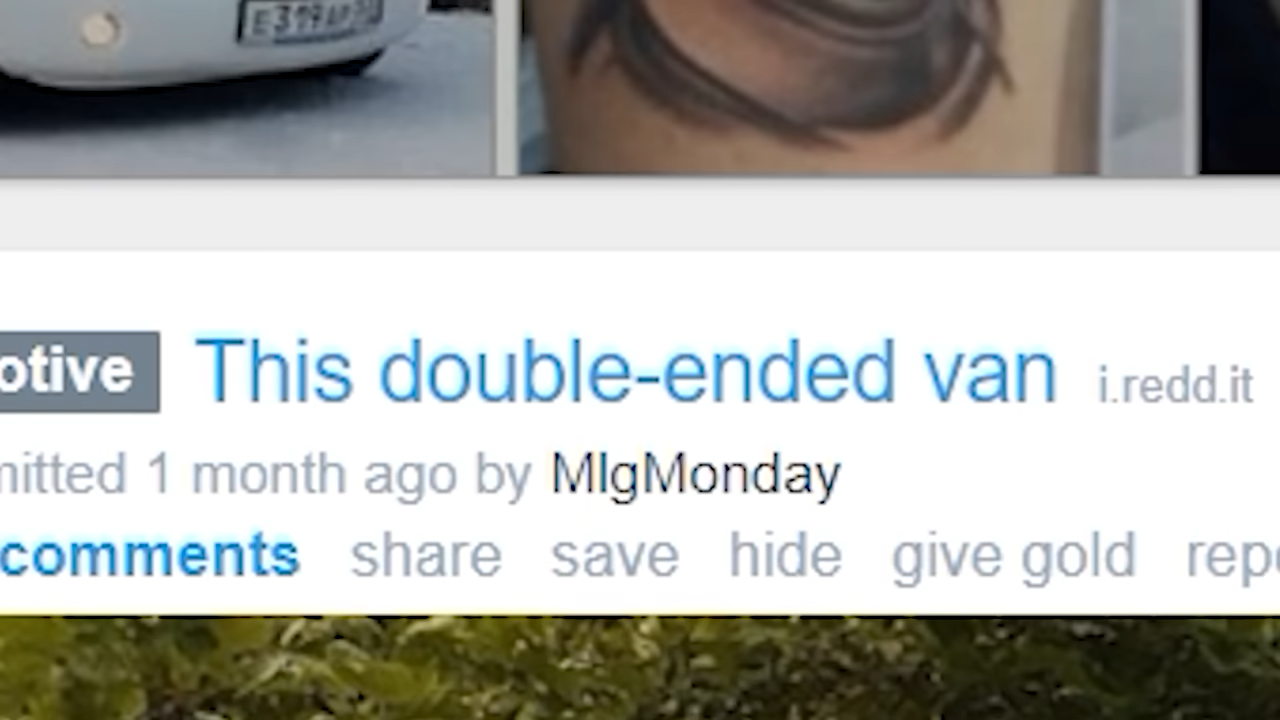 otive This double-ended van i.redd.it
mitted 1 month ago by MIgMonday
comments share save hide give gold repo